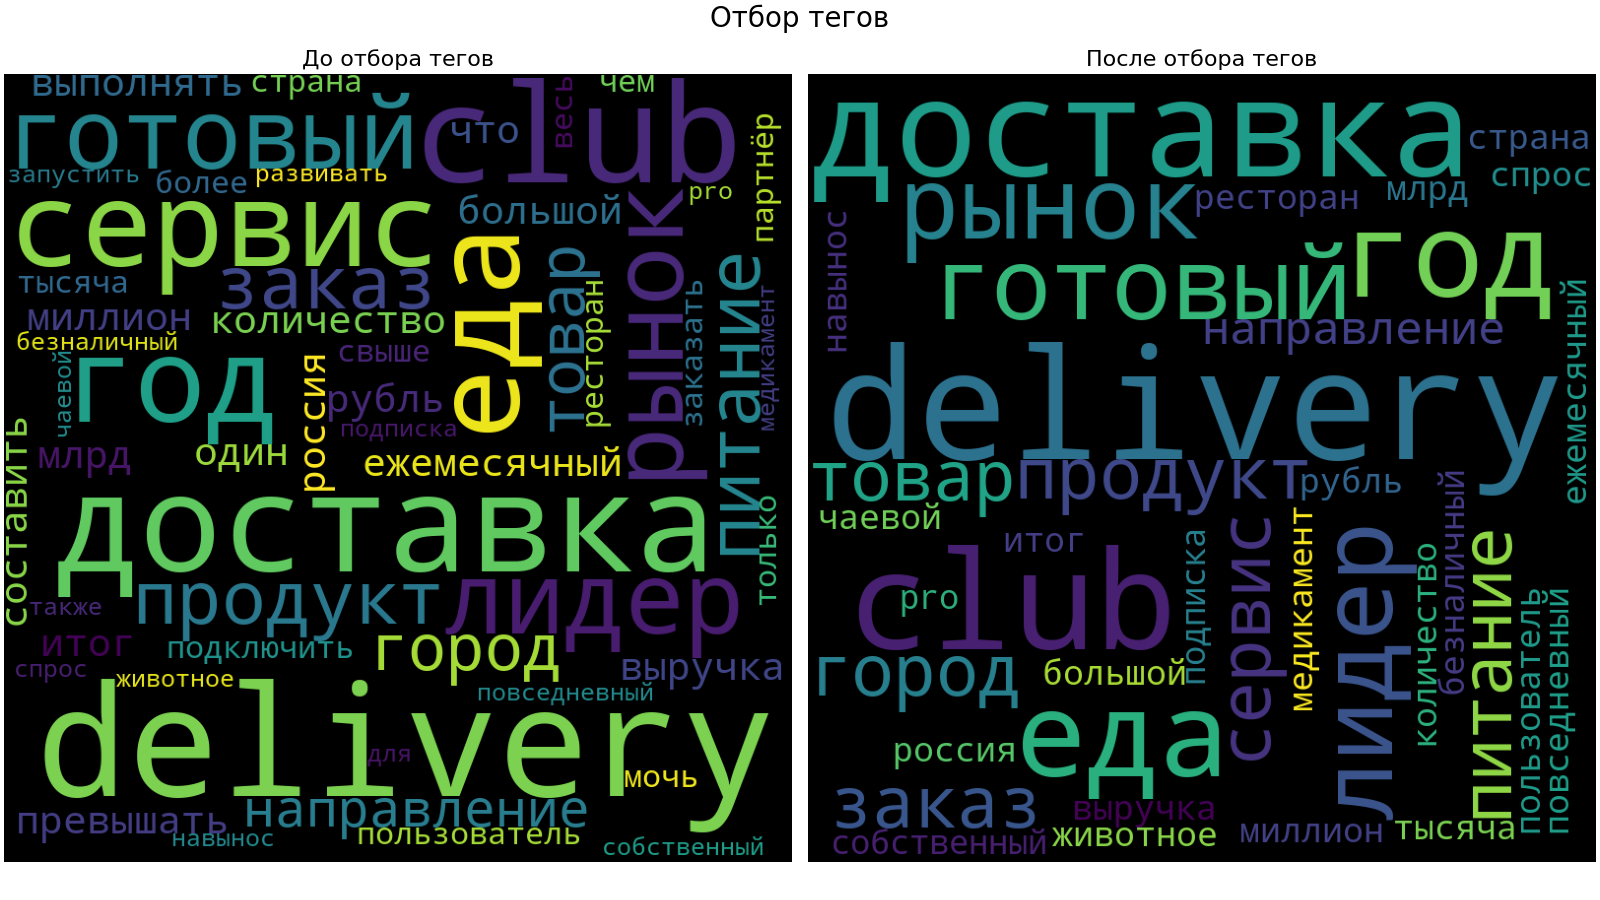 Отбор тегов
До отбора тегов
выполнять
страна
чем
готовый
club
что
весь
партнёр
запустить
более
развивать
pro
сервис
большой
еда
рынок
тысяча
заказ
товар
ресторан
заказать
питание
медикамент
миллион
количество
безналичный
чаевой
год
россия
свыше
рубль
подписка
млрд
один
ежемесячный
составить
доставка
только
также
продукт
лидер
итог
подключить
город
выручка
спрос
животное
повседневный
delivery
для
мочь
превышать
направление
навынос
пользователь
собственный
После отбора тегов
доставка
страна
рынок
ресторан
млрд
спрос
навынос
готовый
год
направление
ежемесячный
delivery
товар
продукт
рубль
чаевой
итог
безналичный
club
pro
подписка
сервис
медикамент
лидер
количество
питание
пользователь
повседневный
город
большой
россия
еда
заказ
выручка
собственный
животное
миллион
тысяча